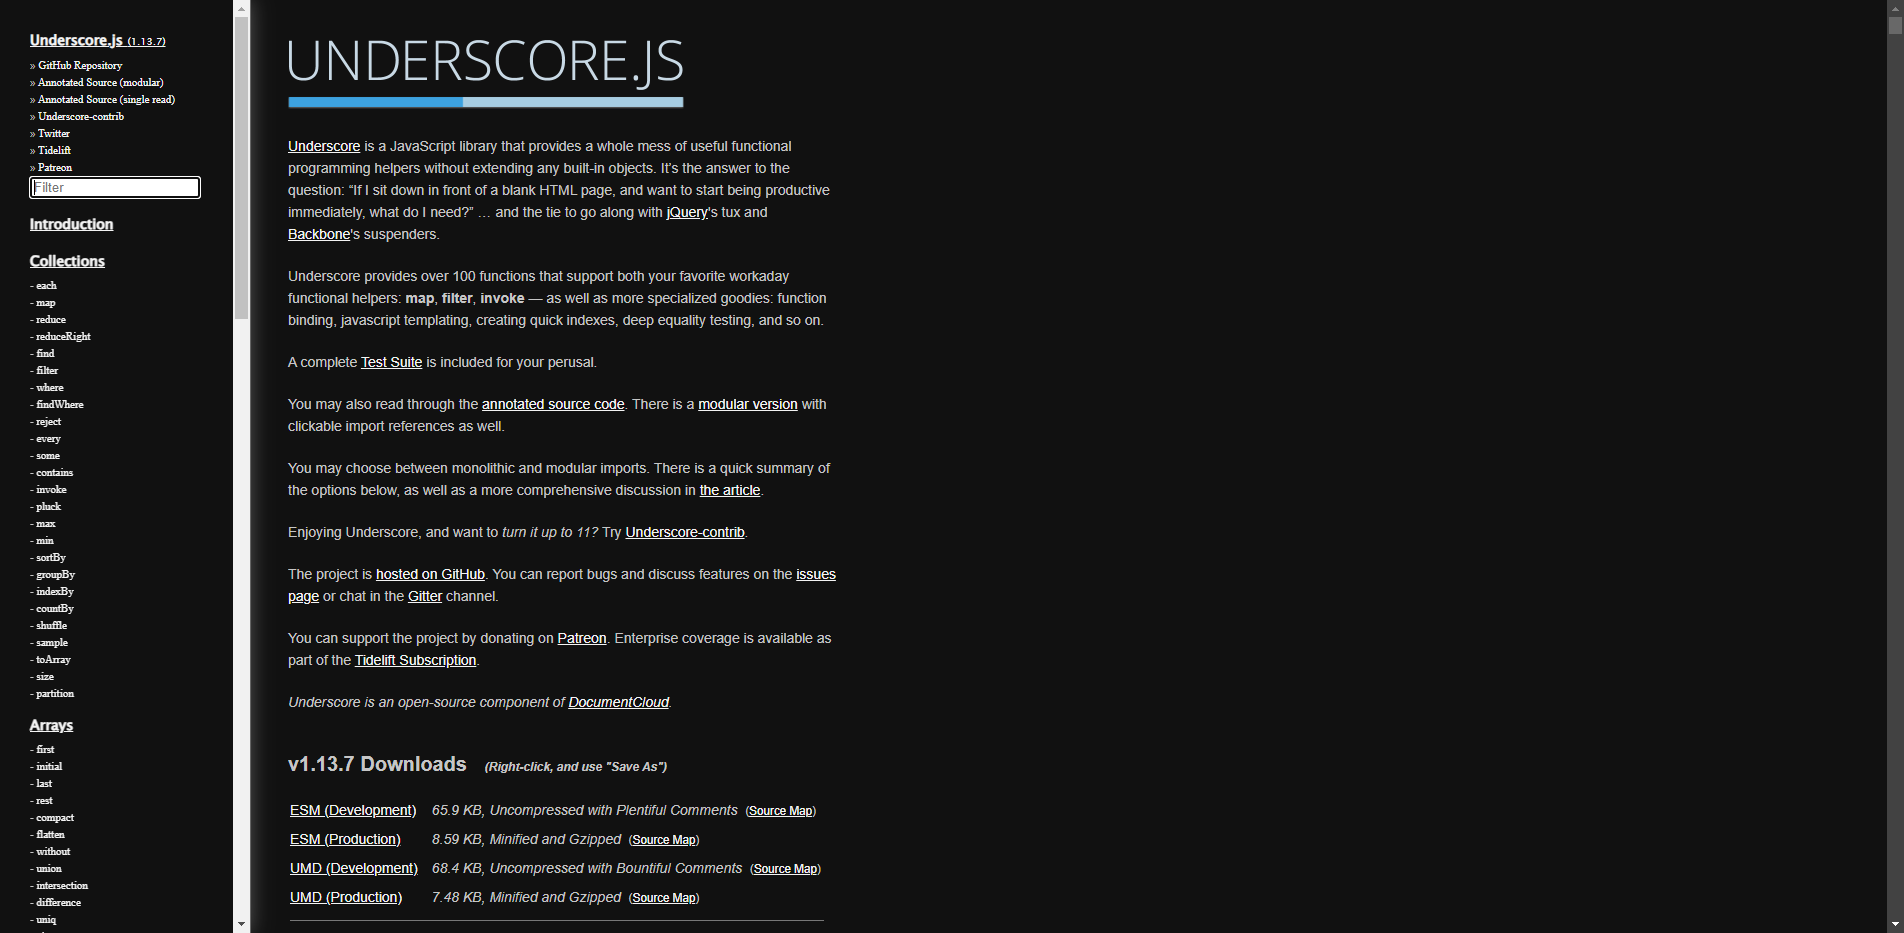 Underscore.js (1.13.7)
» GitHub Repository
» Annotated Source (modular)
» Annotated Source (single read)
» Underscore-contrib
» Twitter
» Tidelift
» Patreon
Filter
Introduction
Collections
- each
- map
- reduce
- reduceRight
- find
- filter
- where
- findWhere
- reject
- every
- some
- contains
- invoke
- pluck
- max
- min
- sortBy
- groupBy
- indexBy
- countBy
- shuffle
- sample
- toArray
- size
- partition
Arrays
- first
- initial
- last
- rest
- compact
- flatten
- without
- union
- intersection
- difference
- uniq
UNDERSCORE.JS
Underscore is a JavaScript library that provides a whole mess of useful functional
programming helpers without extending any built-in objects. It’s the answer to the
question: “If I sit down in front of a blank HTML page, and want to start being productive
immediately, what do I need?” … and the tie to go along with jQuery's tux and
Backbone's suspenders.
Underscore provides over 100 functions that support both your favorite workaday
functional helpers: map, filter, invoke — as well as more specialized goodies: function
binding, javascript templating, creating quick indexes, deep equality testing, and so on.
A complete Test Suite is included for your perusal.
You may also read through the annotated source code. There is a modular version with
clickable import references as well.
You may choose between monolithic and modular imports. There is a quick summary of
the options below, as well as a more comprehensive discussion in the article.
Enjoying Underscore, and want to turn it up to 11? Try Underscore-contrib.
The project is hosted on GitHub. You can report bugs and discuss features on the issues
page or chat in the Gitter channel.
You can support the project by donating on Patreon. Enterprise coverage is available as
part of the Tidelift Subscription.
Underscore is an open-source component of DocumentCloud.
v1.13.7 Downloads (Right-click, and use "Save As")
ESM (Development) 65.9 KB, Uncompressed with Plentiful Comments (Source Map)
ESM (Production) 8.59 KB, Minified and Gzipped (Source Map)
UMD (Development) 68.4 KB, Uncompressed with Bountiful Comments (Source Map)
UMD (Production) 7.48 KB, Minified and Gzipped (Source Map)